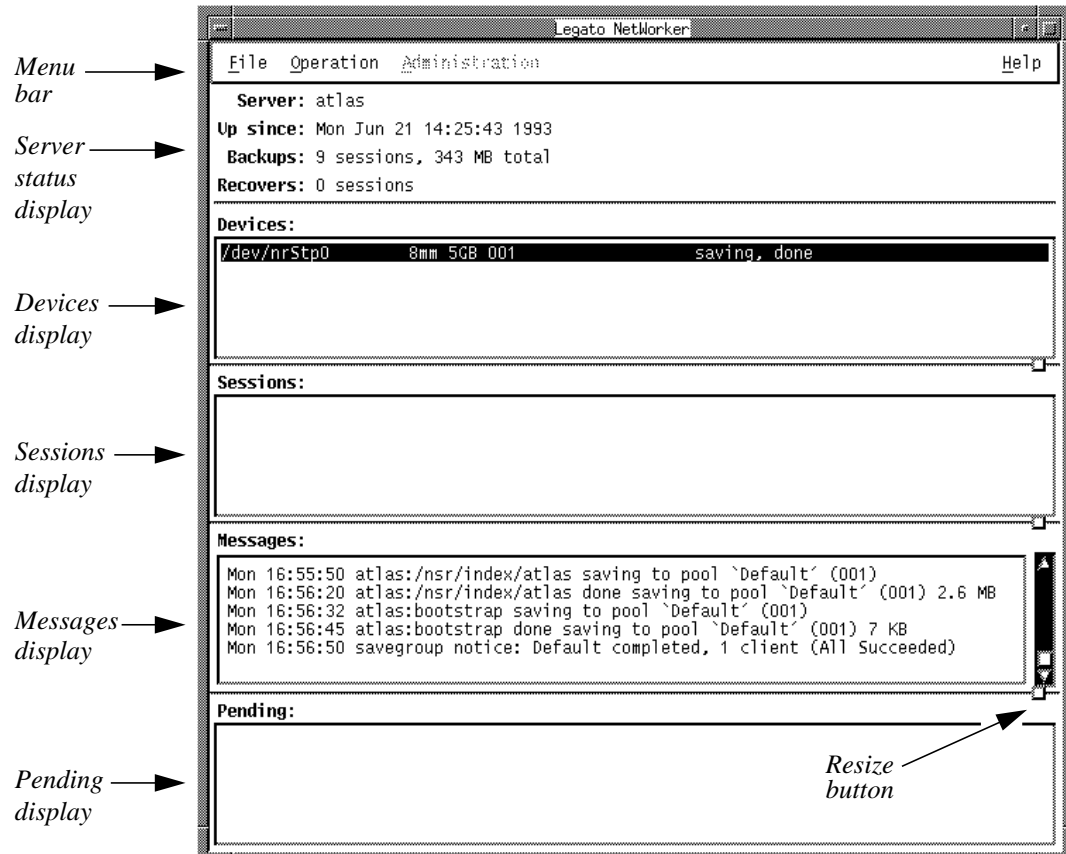 Legato NetWorker
File Operation Administration Help
Menu
bar
Server: atlas
Up since: Mon Jun 21 14:25:43 1993
Backups: 9 sessions, 343 MB total
Recovers: 0 sessions
Server
status
display
Devices:
/dev/nrStp0 8mm 5GB 001 saving, done
Devices
display
Sessions:
Sessions
display
Messages:
Mon 16:55:50 atlas:/nsr/index/atlas saving to pool `Default´ (001)
Mon 16:56:20 atlas:/nsr/index/atlas done saving to pool `Default´ (001) 2.6 MB
Mon 16:56:32 atlas:bootstrap saving to pool `Default´ (001)
Mon 16:56:45 atlas:bootstrap done saving to pool `Default´ (001) 7 KB
Mon 16:56:50 savegroup notice: Default completed, 1 client (All Succeeded)
Messages
display
Pending:
Resize
button
Pending
display